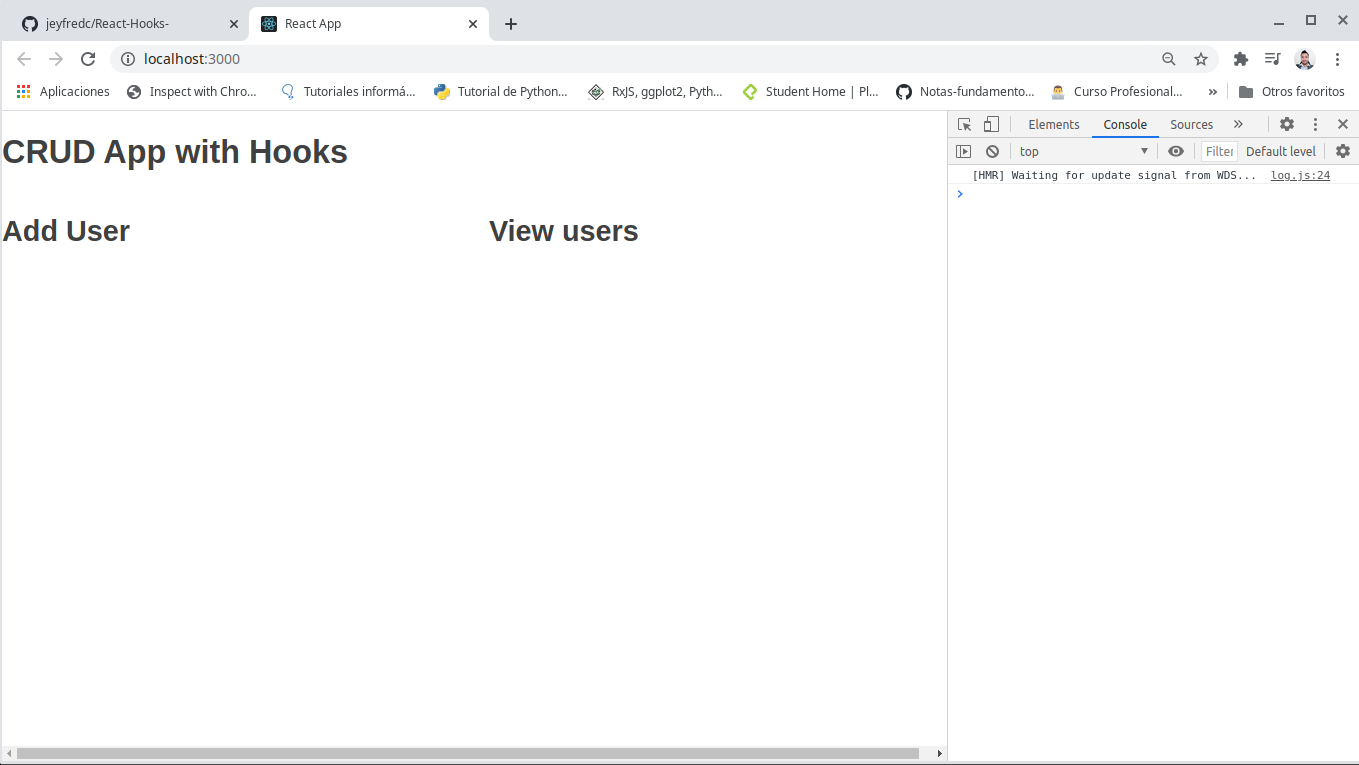 jeyfredc/React-Hooks-
React App
localhost:3000
Aplicaciones
Inspect with Chro...
Tutoriales informá...
Tutorial de Python...
RxJS, ggplot2, Pyth...
Student Home | Pl...
Notas-fundamento...
Curso Profesional...
»
Otros favoritos
Elements
Console
Sources
»
top
Filter
Default level
[HMR] Waiting for update signal from WDS...
log.js:24
CRUD App with Hooks
Add User
View users